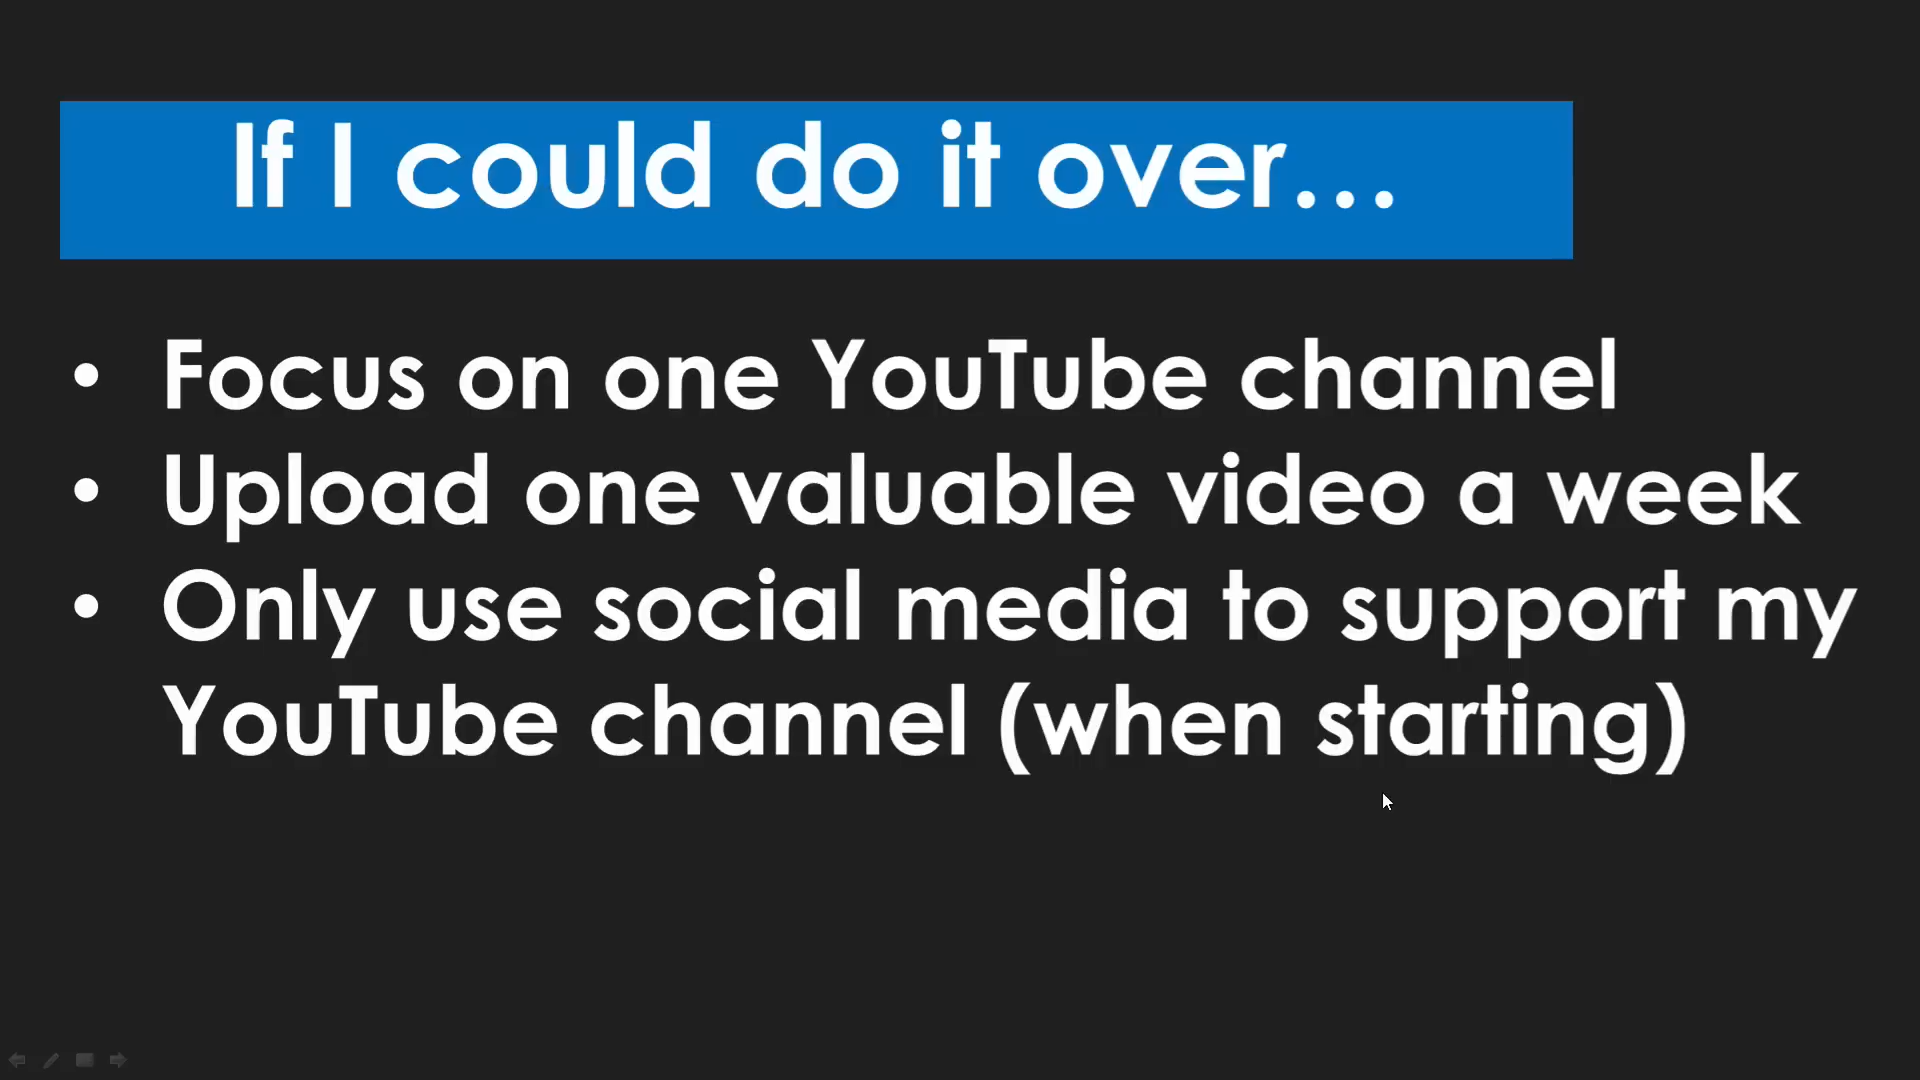 If I could do it over...
• Focus on one YouTube channel
• Upload one valuable video a week
• Only use social media to support my
YouTube channel (when starting)